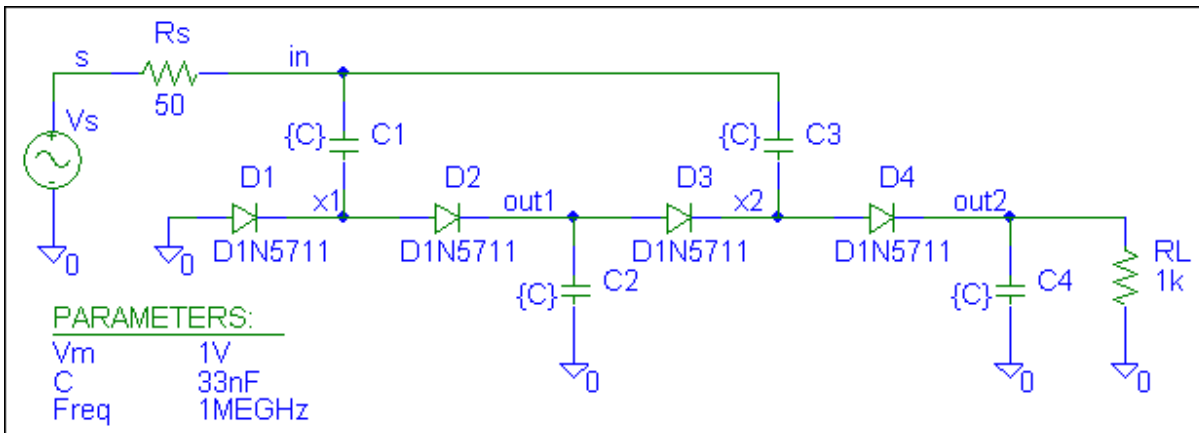 Rs
s
in
50
Vs
{C}
C1
{C}
C3
D1
x1
D2
out1
D3
x2
D4
out2
0
0
D1N5711
D1N5711
D1N5711
D1N5711
{C}
C2
{C}
C4
RL
1k
0
0
0
PARAMETERS:
Vm 1V
C 33nF
Freq 1MEGHz